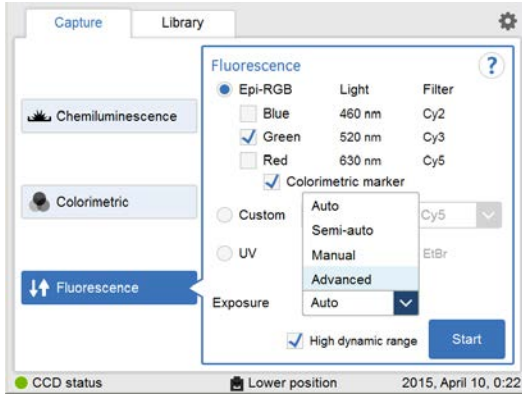 Capture Library
Fluorescence ?
Epi-RGB Light Filter
Blue 460 nm Cy2
Chemiluminescence
Green 520 nm Cy3
Red 630 nm Cy5
Colorimetric marker
Colorimetric
Custom Auto Cy5
Semi-auto
UV Manual EtBr
Advanced
Fluorescence
Exposure Auto
High dynamic range Start
CCD status Lower position 2015, April 10, 0:22